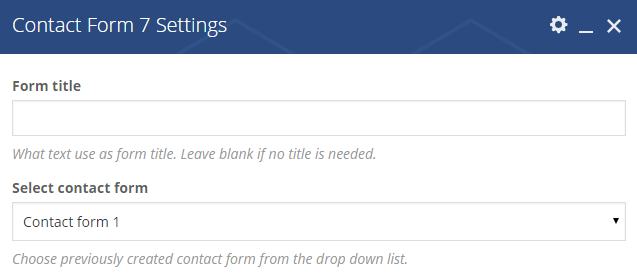 Contact Form 7 Settings
Form title
What text use as form title. Leave blank if no title is needed.
Select contact form
Contact form 1
Choose previously created contact form from the drop down list.